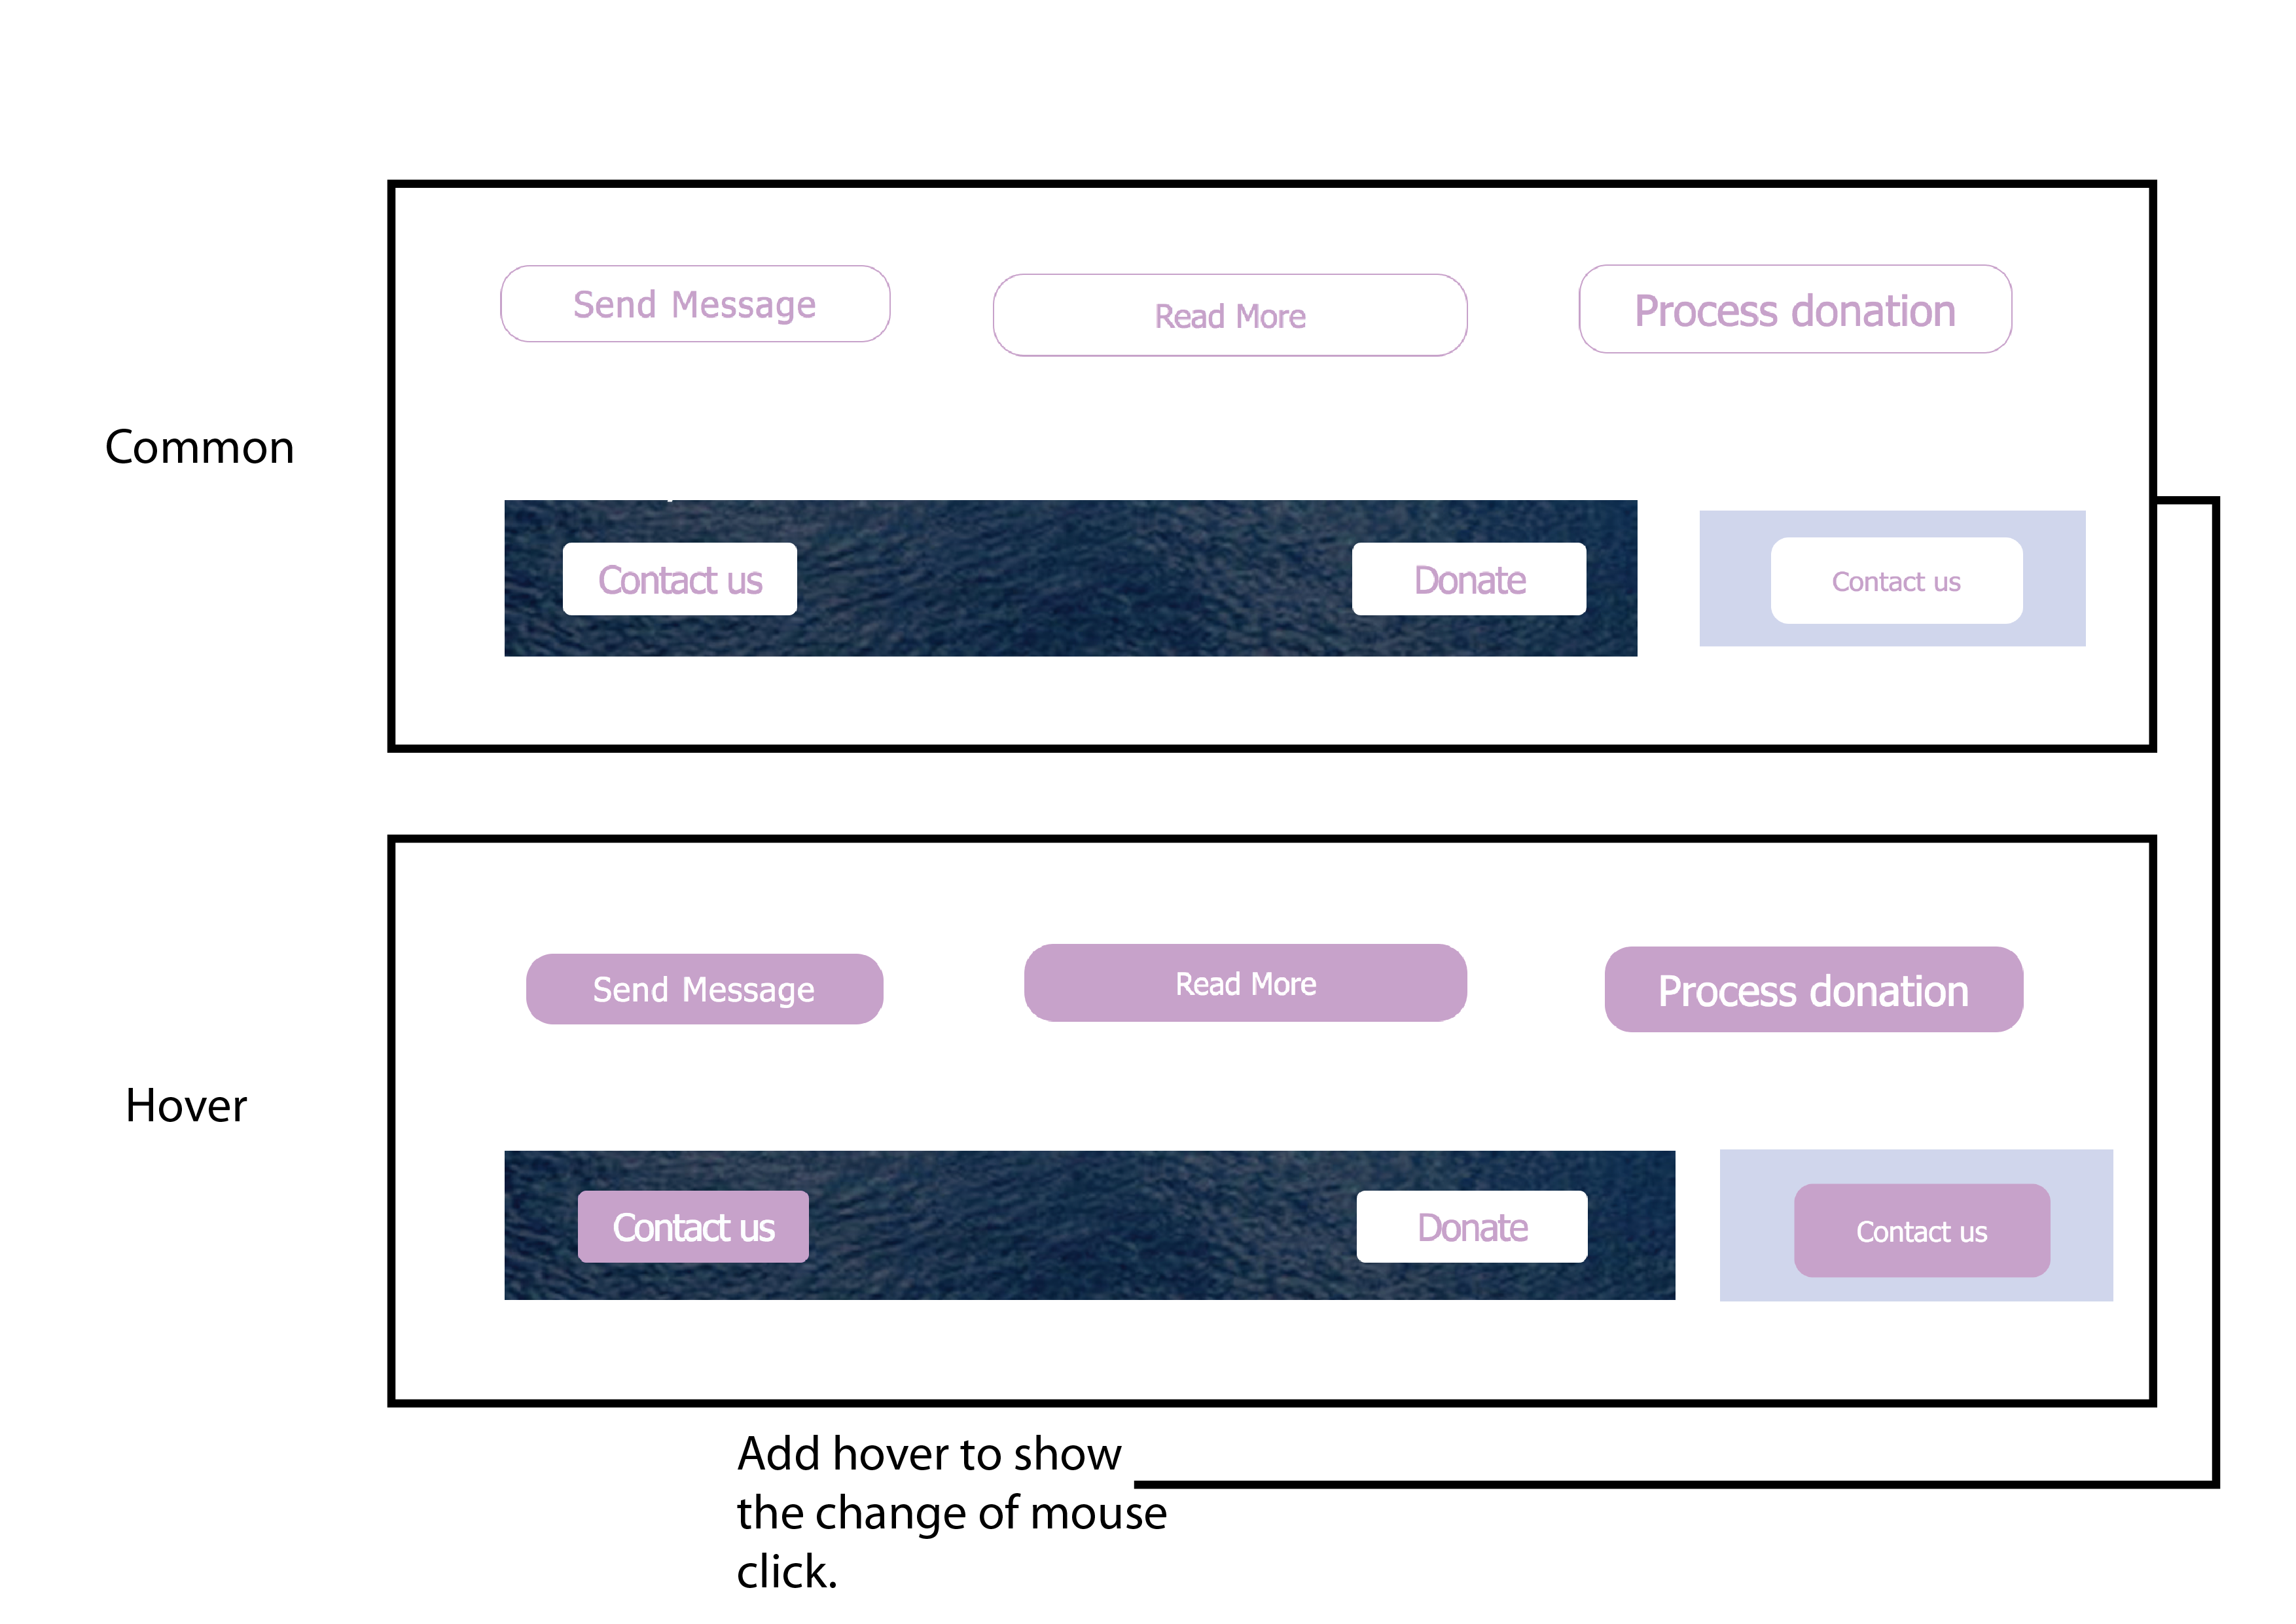 Send Message
Read More
Process donation
Common
Contact us
Donate
Contact us
Send Message
Read More
Process donation
Hover
Contact us
Donate
Contact us
Add hover to show
the change of mouse
click.